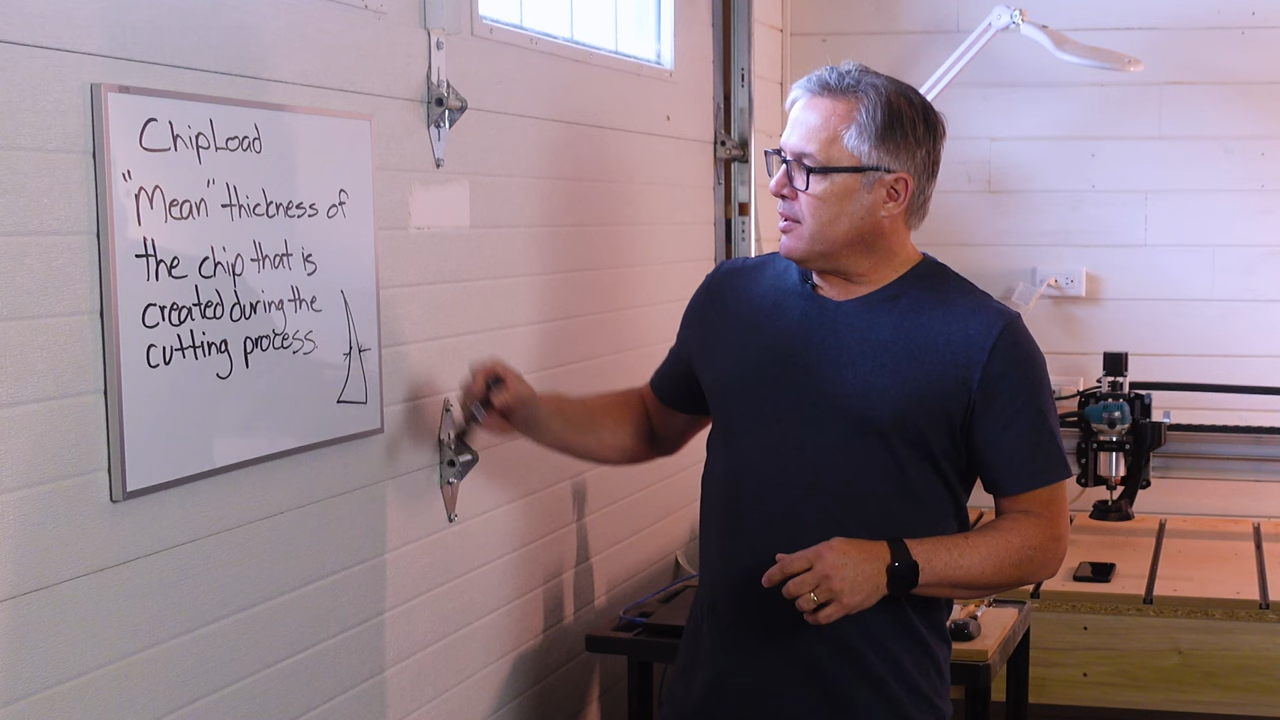 ChipLoad
"Mean" thickness of
the chip that is
created during the
cutting process.